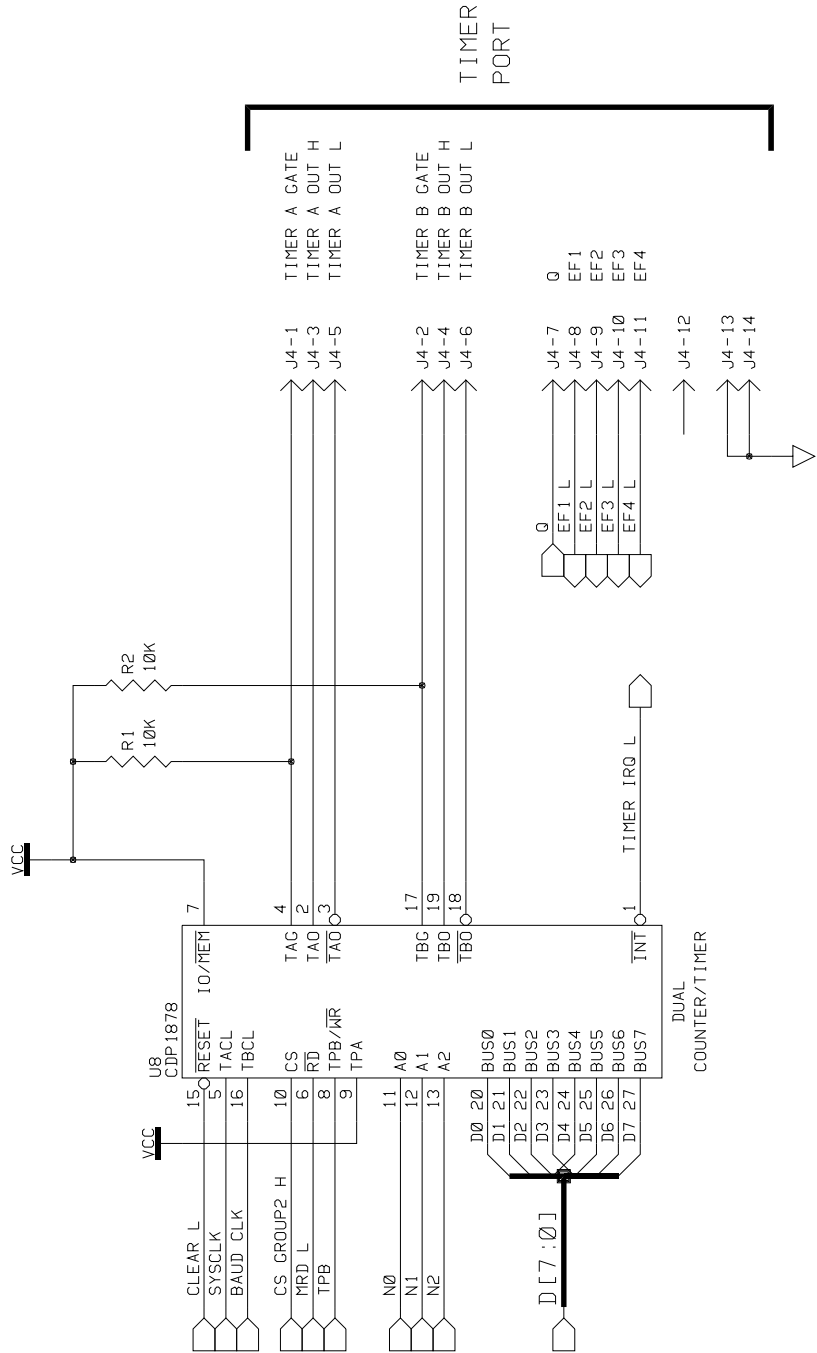 TIMER
PORT
TIMER A GATE
TIMER A OUT H
TIMER A OUT L
TIMER B GATE
TIMER B OUT H
TIMER B OUT L
Q
EF1
EF2
EF3
EF4
J4-1
J4-3
J4-5
J4-2
J4-4
J4-6
J4-7
J4-8
J4-9
J4-10
J4-11
J4-12
J4-13
J4-14
Q
EF1 L
EF2 L
EF3 L
EF4 L
R2
10K
R1
10K
VCC
TIMER IRQ L
7
4
2
3
17
19
18
1
IO/MEM
TAG
TAO
TAO
TBG
TBO
TBO
INT
U8
CDP1878
DUAL
COUNTER/TIMER
RESET
TACL
TBCL
CS
RD
TPB/WR
TPA
A0
A1
A2
BUS0
BUS1
BUS2
BUS3
BUS4
BUS5
BUS6
BUS7
15
5
16
10
6
8
9
11
12
13
D0 20
D1 21
D2 22
D3 23
D4 24
D5 25
D6 26
D7 27
VCC
CLEAR L
SYSCLK
BAUD CLK
CS GROUP2 H
MRD L
TPB
N0
N1
N2
D[7:0]